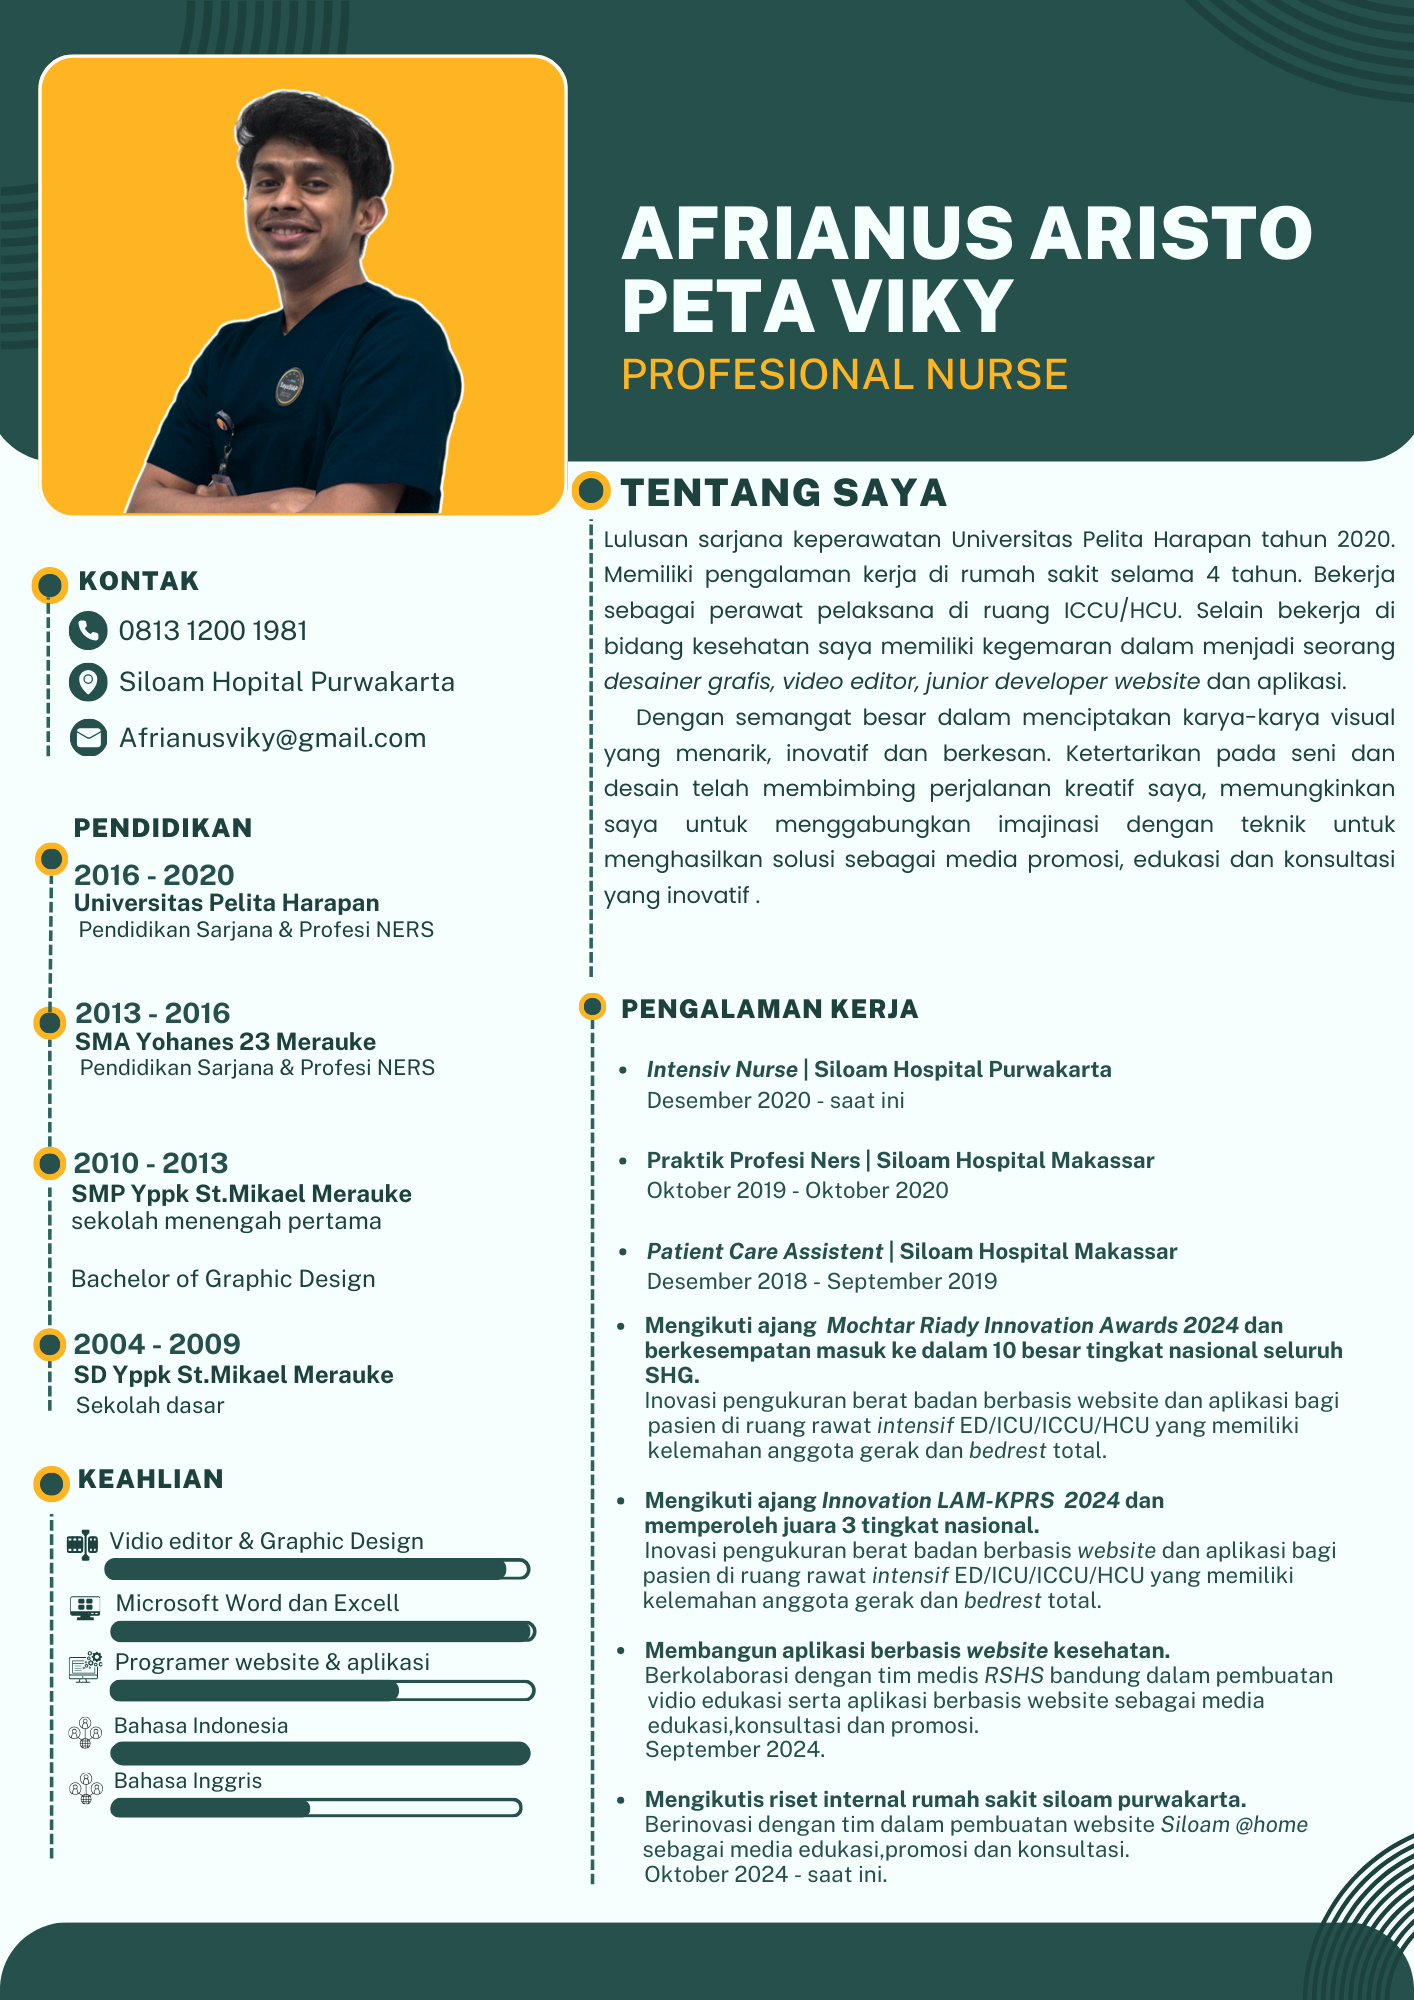 AFRIANUS ARISTO
PETA VIKY
PROFESIONAL NURSE
KONTAK
0813 1200 1981
Siloam Hopital Purwakarta
Afrianusviky@gmail.com
PENDIDIKAN
2016 - 2020
Universitas Pelita Harapan
Pendidikan Sarjana & Profesi NERS
2013 - 2016
SMA Yohanes 23 Merauke
Pendidikan Sarjana & Profesi NERS
2010 - 2013
SMP Yppk St.Mikael Merauke
sekolah menengah pertama
Bachelor of Graphic Design
2004 - 2009
SD Yppk St.Mikael Merauke
Sekolah dasar
KEAHLIAN
Vidio editor & Graphic Design
Microsoft Word dan Excell
Programer website & aplikasi
Bahasa Indonesia
Bahasa Inggris
TENTANG SAYA
Lulusan sarjana keperawatan Universitas Pelita Harapan tahun 2020.
Memiliki pengalaman kerja di rumah sakit selama 4 tahun. Bekerja
sebagai perawat pelaksana di ruang ICCU/HCU. Selain bekerja di
bidang kesehatan saya memiliki kegemaran dalam menjadi seorang
desainer grafis, video editor, junior developer website dan aplikasi.
Dengan semangat besar dalam menciptakan karya-karya visual
yang menarik, inovatif dan berkesan. Ketertarikan pada seni dan
desain telah membimbing perjalanan kreatif saya, memungkinkan
saya untuk menggabungkan imajinasi dengan teknik untuk
menghasilkan solusi sebagai media promosi, edukasi dan konsultasi
yang inovatif .
PENGALAMAN KERJA
• Intensiv Nurse | Siloam Hospital Purwakarta
Desember 2020 - saat ini
• Praktik Profesi Ners | Siloam Hospital Makassar
Oktober 2019 - Oktober 2020
• Patient Care Assistent | Siloam Hospital Makassar
Desember 2018 - September 2019
• Mengikuti ajang Mochtar Riady Innovation Awards 2024 dan
berkesempatan masuk ke dalam 10 besar tingkat nasional seluruh
SHG.
Inovasi pengukuran berat badan berbasis website dan aplikasi bagi
pasien di ruang rawat intensif ED/ICU/ICCU/HCU yang memiliki
kelemahan anggota gerak dan bedrest total.
• Mengikuti ajang Innovation LAM-KPRS 2024 dan
memperoleh juara 3 tingkat nasional.
Inovasi pengukuran berat badan berbasis website dan aplikasi bagi
pasien di ruang rawat intensif ED/ICU/ICCU/HCU yang memiliki
kelemahan anggota gerak dan bedrest total.
• Membangun aplikasi berbasis website kesehatan.
Berkolaborasi dengan tim medis RSHS bandung dalam pembuatan
vidio edukasi serta aplikasi berbasis website sebagai media
edukasi,konsultasi dan promosi.
September 2024.
• Mengikutis riset internal rumah sakit siloam purwakarta.
Berinovasi dengan tim dalam pembuatan website Siloam @home
sebagai media edukasi,promosi dan konsultasi.
Oktober 2024 - saat ini.